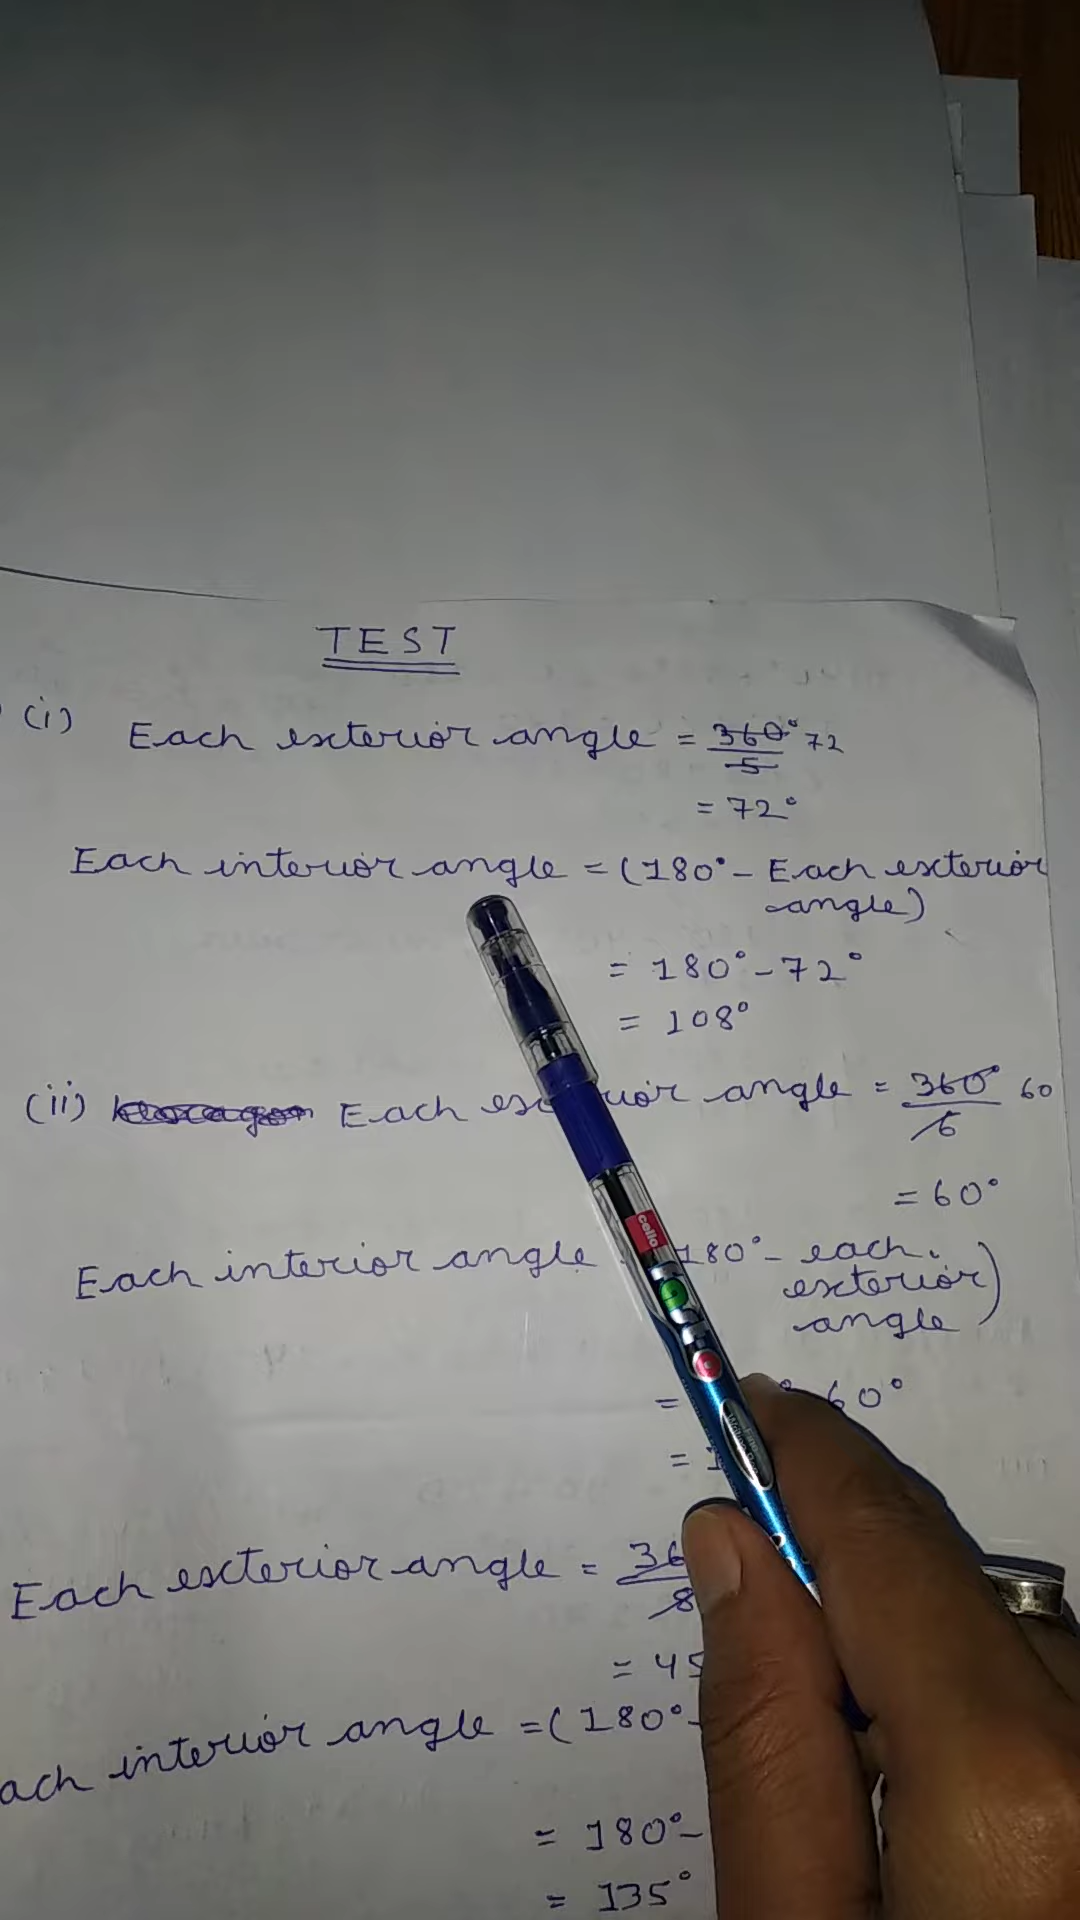 TEST
(i) Each exterior angle = 360°/5 72
= 72°
Each interior angle = (180° - Each exterior
angle)
= 180° - 72°
= 108°
(ii) Each exterior angle = 360°/6 60
= 60°
Each interior angle 180° - each
exterior
angle)
= 60°
= 1
cello
Each exterior angle = 36/8
= 45
ach interior angle = (180° -
= 180° -
= 135°